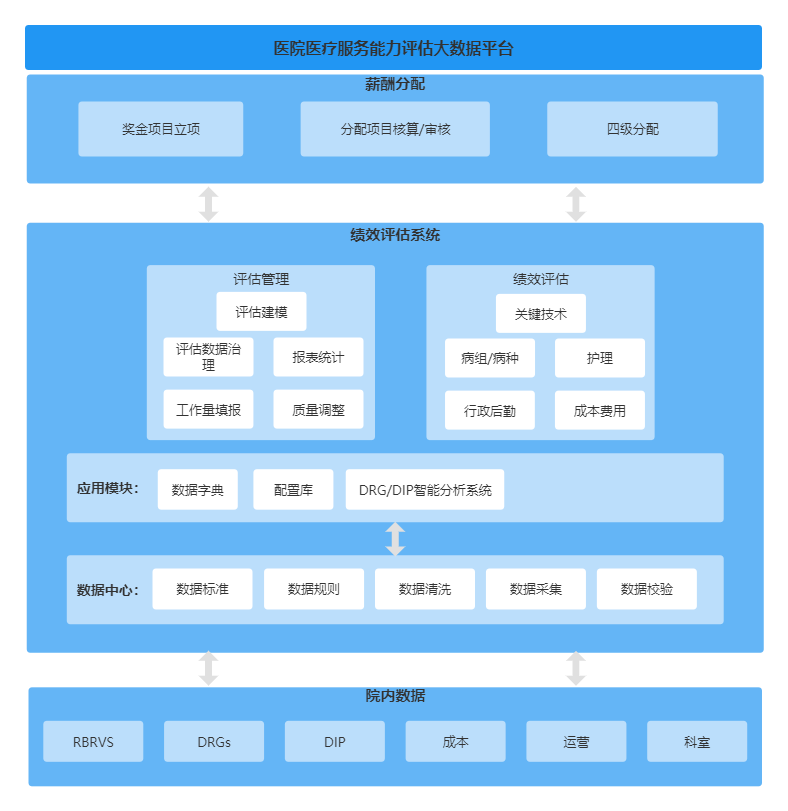 医院医疗服务能力评估大数据平台
薪酬分配
奖金项目立项
分配项目核算/审核
四级分配
绩效评估系统
评估管理
评估建模
评估数据治
理
报表统计
工作量填报
质量调整
绩效评估
关键技术
病组/病种
护理
行政后勤
成本费用
应用模块：
数据字典
配置库
DRG/DIP智能分析系统
数据中心：
数据标准
数据规则
数据清洗
数据采集
数据校验
院内数据
RBRVS
DRGs
DIP
成本
运营
科室